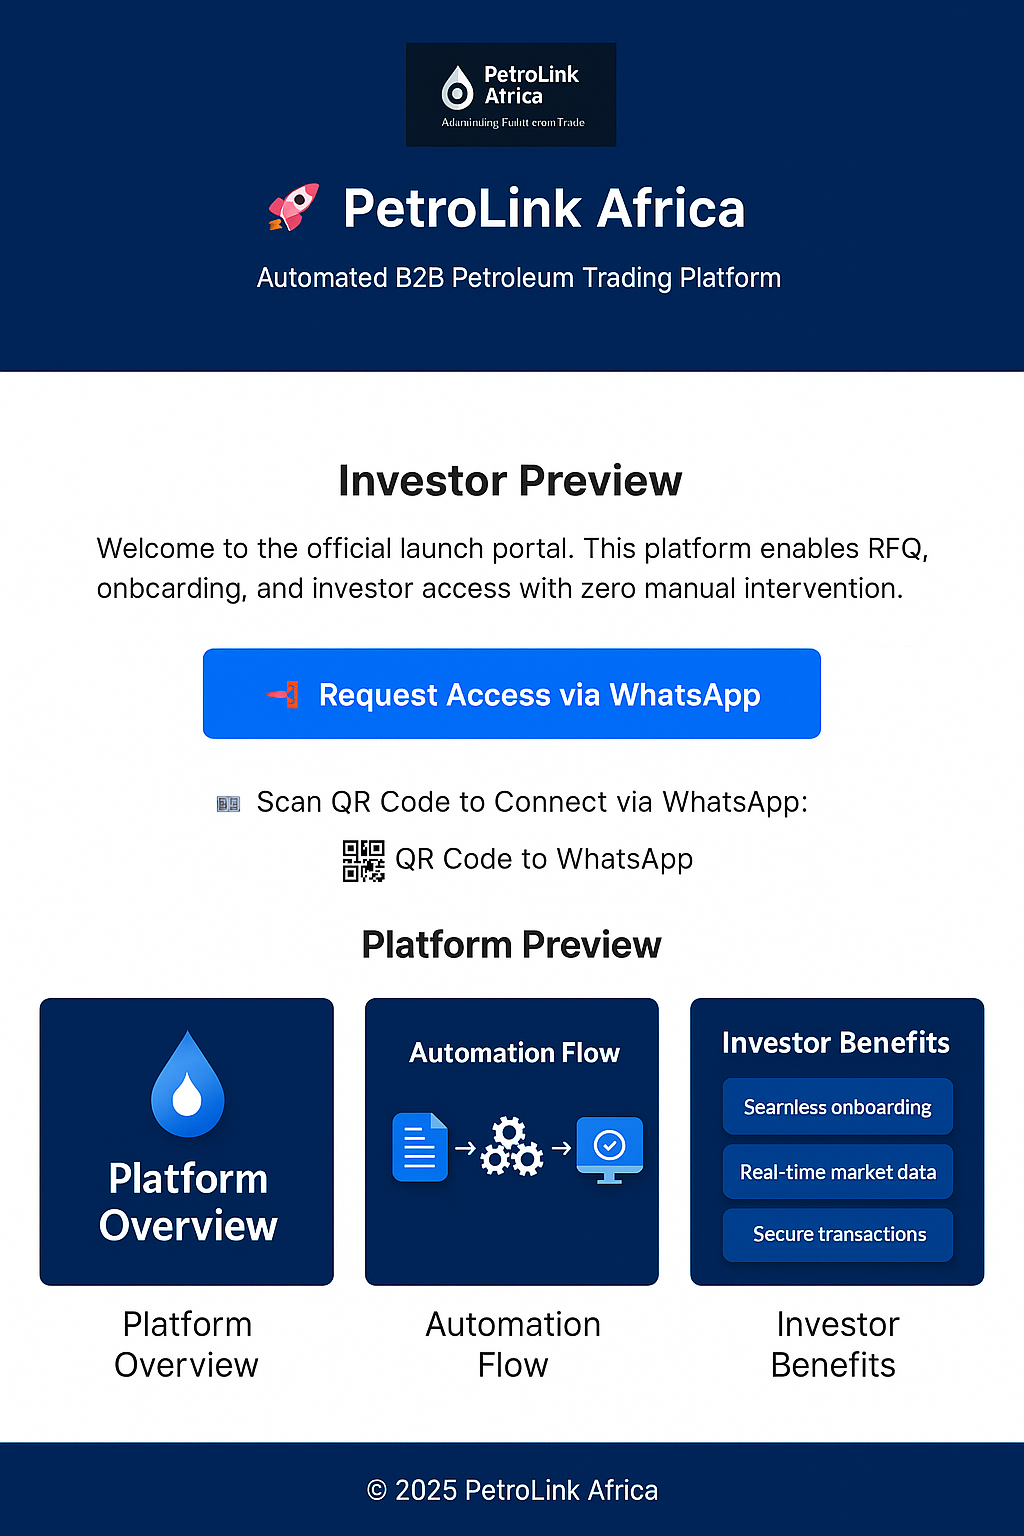 PetroLink
Atrica
Adaminding Fulitt erom Trade
PetroLink Africa
Automated B2B Petroleum Trading Platform
Investor Preview
Welcome to the official launch portal. This platform enables RFQ,
onbcarding, and investor access with zero manual intervention.
Request Access via WhatsApp
Scan QR Code to Connect via WhatsApp:
QR Code to WhatsApp
Platform Preview
Platform
Overview
Automation Flow
Investor Benefits
Searnless onboarding
Real-time market data
Secure transactions
Platform
Overview
Automation
Flow
Investor
Benefits
© 2025 PetroLink Africa